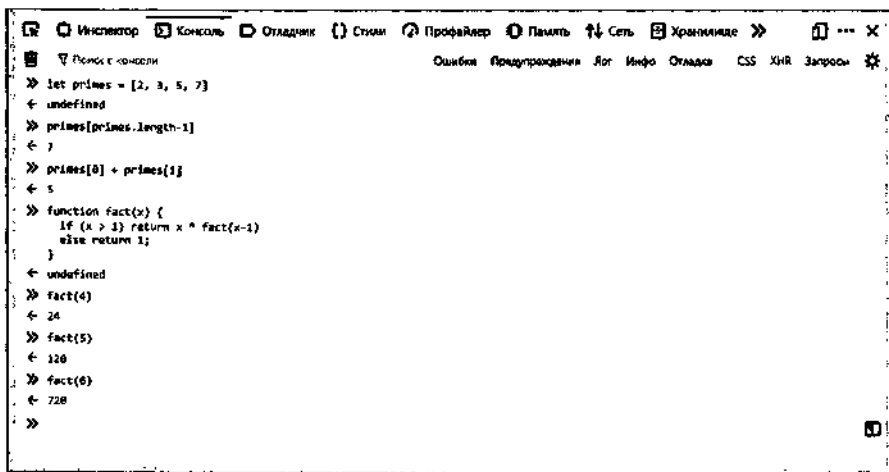 Инспектор Консоль Отладчик {} Стили Профайлер Память Сеть Хранилище
Поиск в консоли Ошибки Предупреждения Лог Инфо Отладка CSS XHR Запросы
» let primes = [2, 3, 5, 7]
← undefined
» primes[primes.length-1]
← 7
» primes[0] + primes[1]
← 5
» function fact(x) {
if (x > 1) return x * fact(x-1)
else return 1;
}
← undefined
» fact(4)
← 24
» fact(5)
← 120
» fact(6)
← 720
»